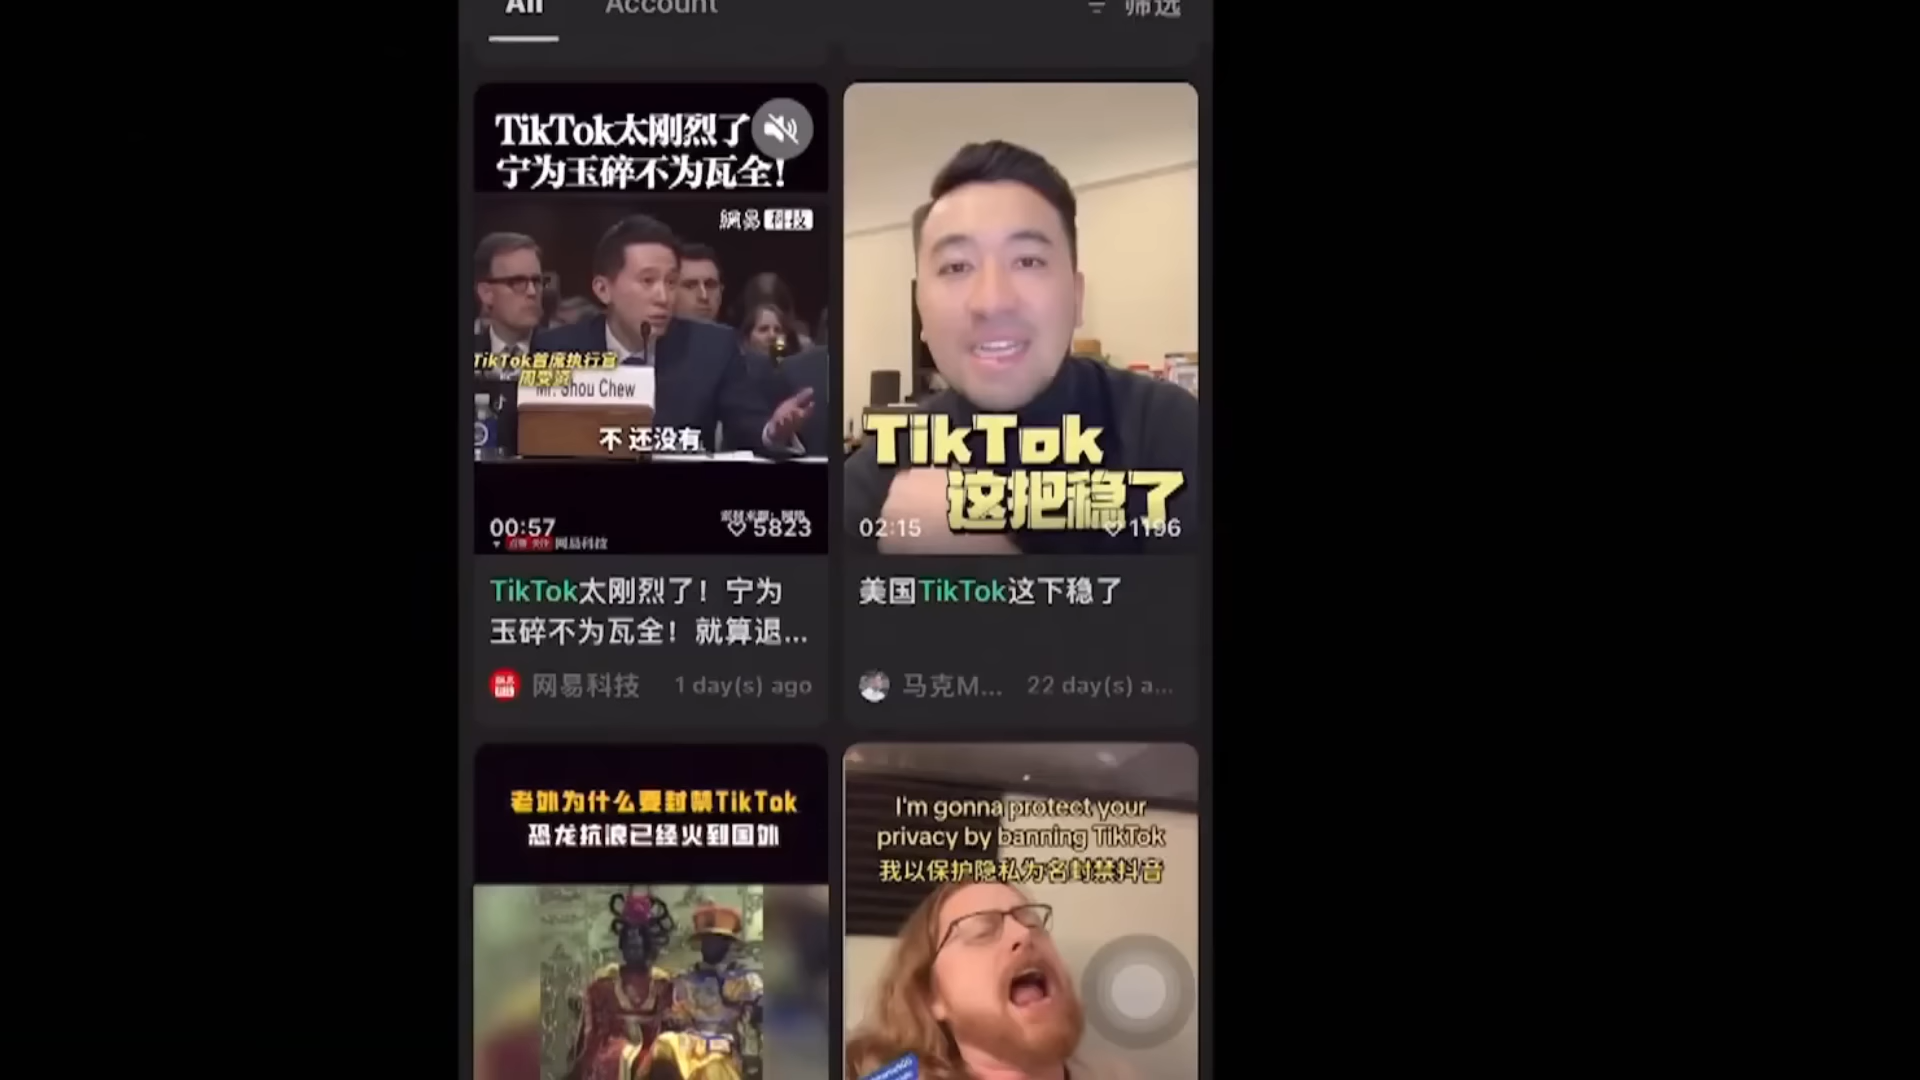 All
Account
筛选
TikTok太刚烈了
宁为玉碎不为瓦全!
網易 科技
TikTok首席执行官
周受资
Mr. Shou Chew
不 还没有
00:57
5823
网易科技
TikTok
这把稳了
02:15
1196
TikTok太刚烈了！宁为
玉碎不为瓦全！就算退...
网易科技
1 day(s) ago
美国TikTok这下稳了
马克M...
22 day(s) a...
老外为什么要封禁TikTok
恐龙抗浪已经火到国外
I'm gonna protect your
privacy by banning TikTok
我以保护隐私为名封禁抖音